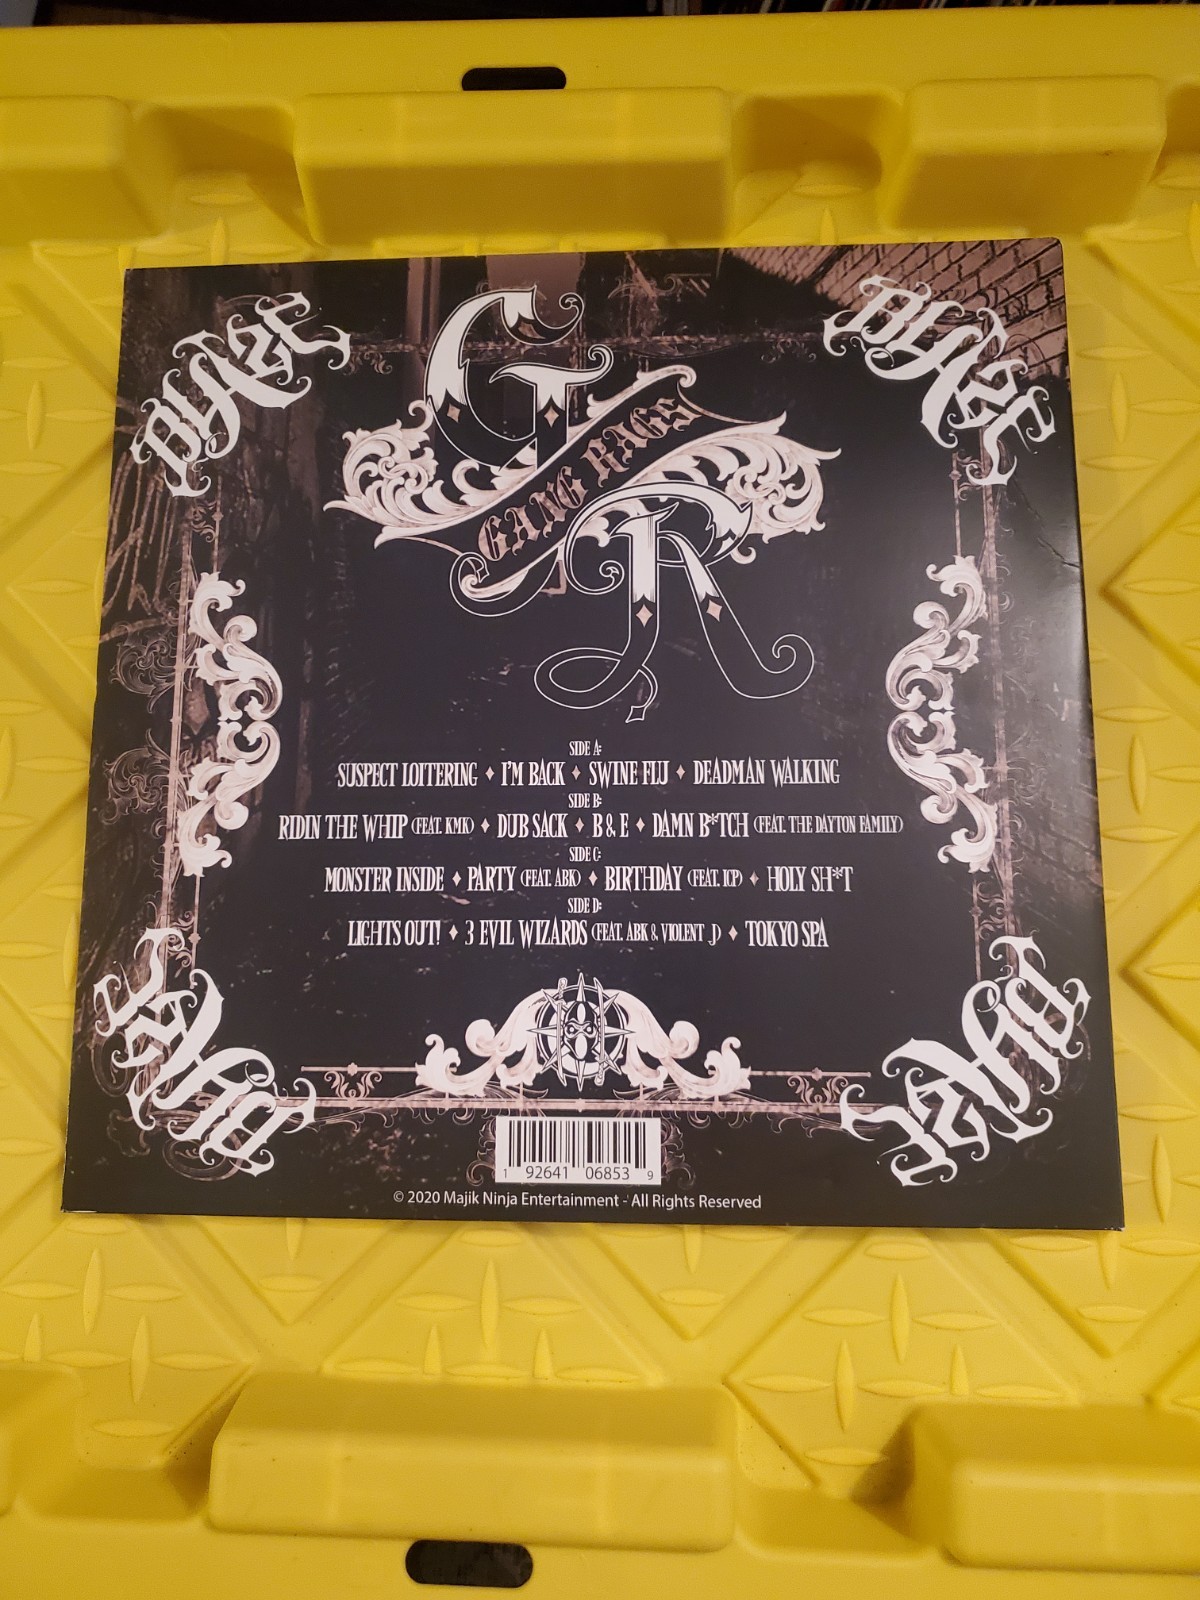 BLAZE
BLAZE
G
GANG RAGS
R
SIDE A:
SUSPECT LOITERING ♦ I'M BACK ♦ SWINE FLU ♦ DEADMAN WALKING
SIDE B:
RIDIN THE WHIP (FEAT. KMK) ♦ DUB SACK ♦ B & E ♦ DAMN B*TCH (FEAT. THE DAYTON FAMILY)
SIDE C:
MONSTER INSIDE ♦ PARTY (FEAT. ABK) ♦ BIRTHDAY (FEAT. ICP) ♦ HOLY SH*T
SIDE D:
LIGHTS OUT! ♦ 3 EVIL WIZARDS (FEAT. ABK & VIOLENT J) ♦ TOKYO SPA
BLAZE
BLAZE
1 92641 06853 9
© 2020 Majik Ninja Entertainment - All Rights Reserved